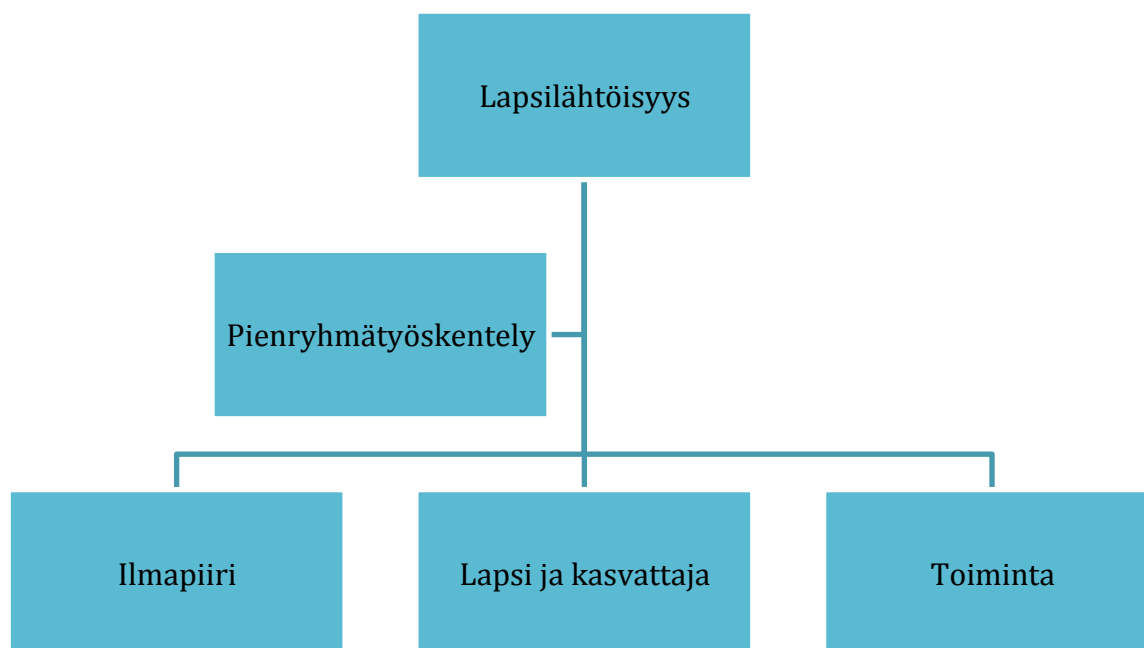 Lapsilähtöisyys
Pienryhmätyöskentely
Ilmapiiri
Lapsi ja kasvattaja
Toiminta